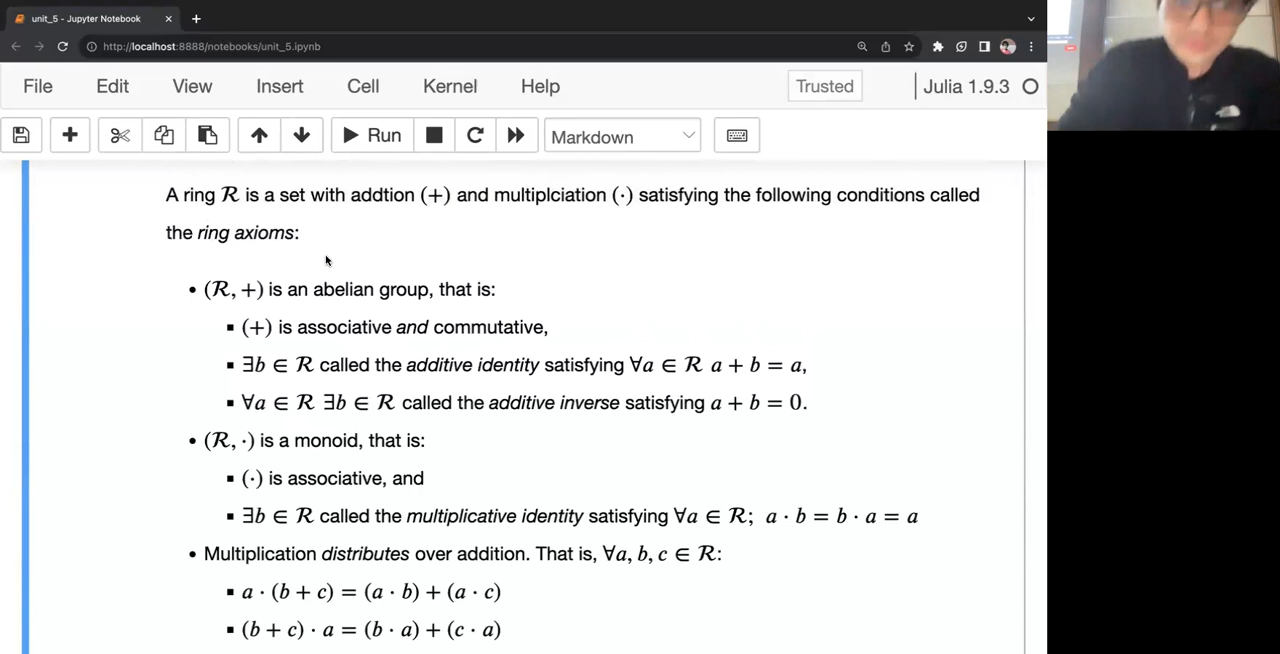 unit_5 - Jupyter Notebook
http://localhost:8888/notebooks/unit_5.ipynb
File Edit View Insert Cell Kernel Help Trusted Julia 1.9.3
Run Markdown
A ring ℛ is a set with addtion (+) and multiplciation (·) satisfying the following conditions called
the ring axioms:
• (ℛ, +) is an abelian group, that is:
▪ (+) is associative and commutative,
▪ ∃b ∈ ℛ called the additive identity satisfying ∀a ∈ ℛ a + b = a,
▪ ∀a ∈ ℛ ∃b ∈ ℛ called the additive inverse satisfying a + b = 0.
• (ℛ, ·) is a monoid, that is:
▪ (·) is associative, and
▪ ∃b ∈ ℛ called the multiplicative identity satisfying ∀a ∈ ℛ; a · b = b · a = a
• Multiplication distributes over addition. That is, ∀a, b, c ∈ ℛ:
▪ a · (b + c) = (a · b) + (a · c)
▪ (b + c) · a = (b · a) + (c · a)